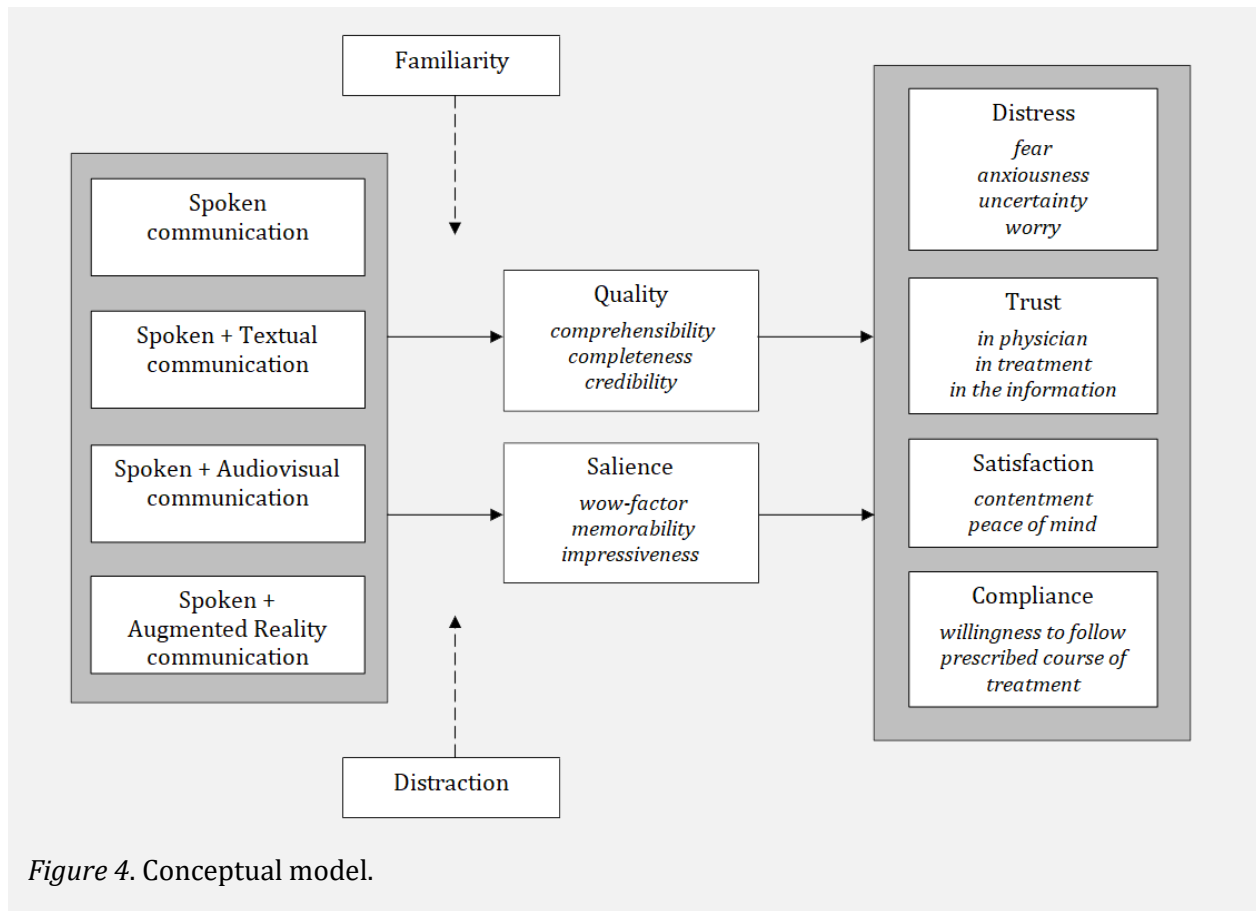 Familiarity
Spoken
communication
Spoken + Textual
communication
Spoken + Audiovisual
communication
Spoken +
Augmented Reality
communication
Quality
comprehensibility
completeness
credibility
Salience
wow-factor
memorability
impressiveness
Distraction
Distress
fear
anxiousness
uncertainty
worry
Trust
in physician
in treatment
in the information
Satisfaction
contentment
peace of mind
Compliance
willingness to follow
prescribed course of
treatment
Figure 4. Conceptual model.